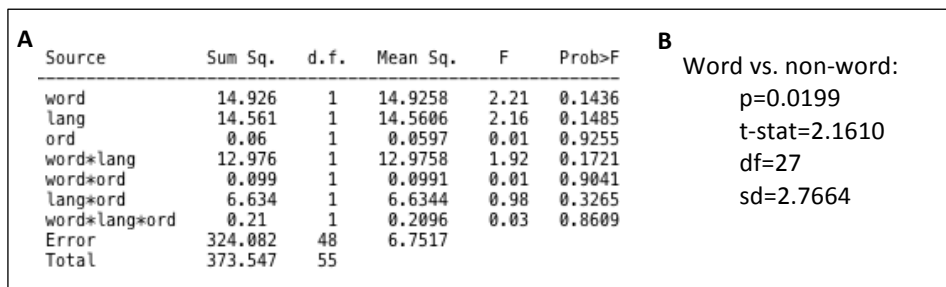 A
Source Sum Sq. d.f. Mean Sq. F Prob>F
word 14.926 1 14.9258 2.21 0.1436
lang 14.561 1 14.5606 2.16 0.1485
ord 0.06 1 0.0597 0.01 0.9255
word*lang 12.976 1 12.9758 1.92 0.1721
word*ord 0.099 1 0.0991 0.01 0.9041
lang*ord 6.634 1 6.6344 0.98 0.3265
word*lang*ord 0.21 1 0.2096 0.03 0.8609
Error 324.082 48 6.7517
Total 373.547 55
B
Word vs. non-word:
p=0.0199
t-stat=2.1610
df=27
sd=2.7664